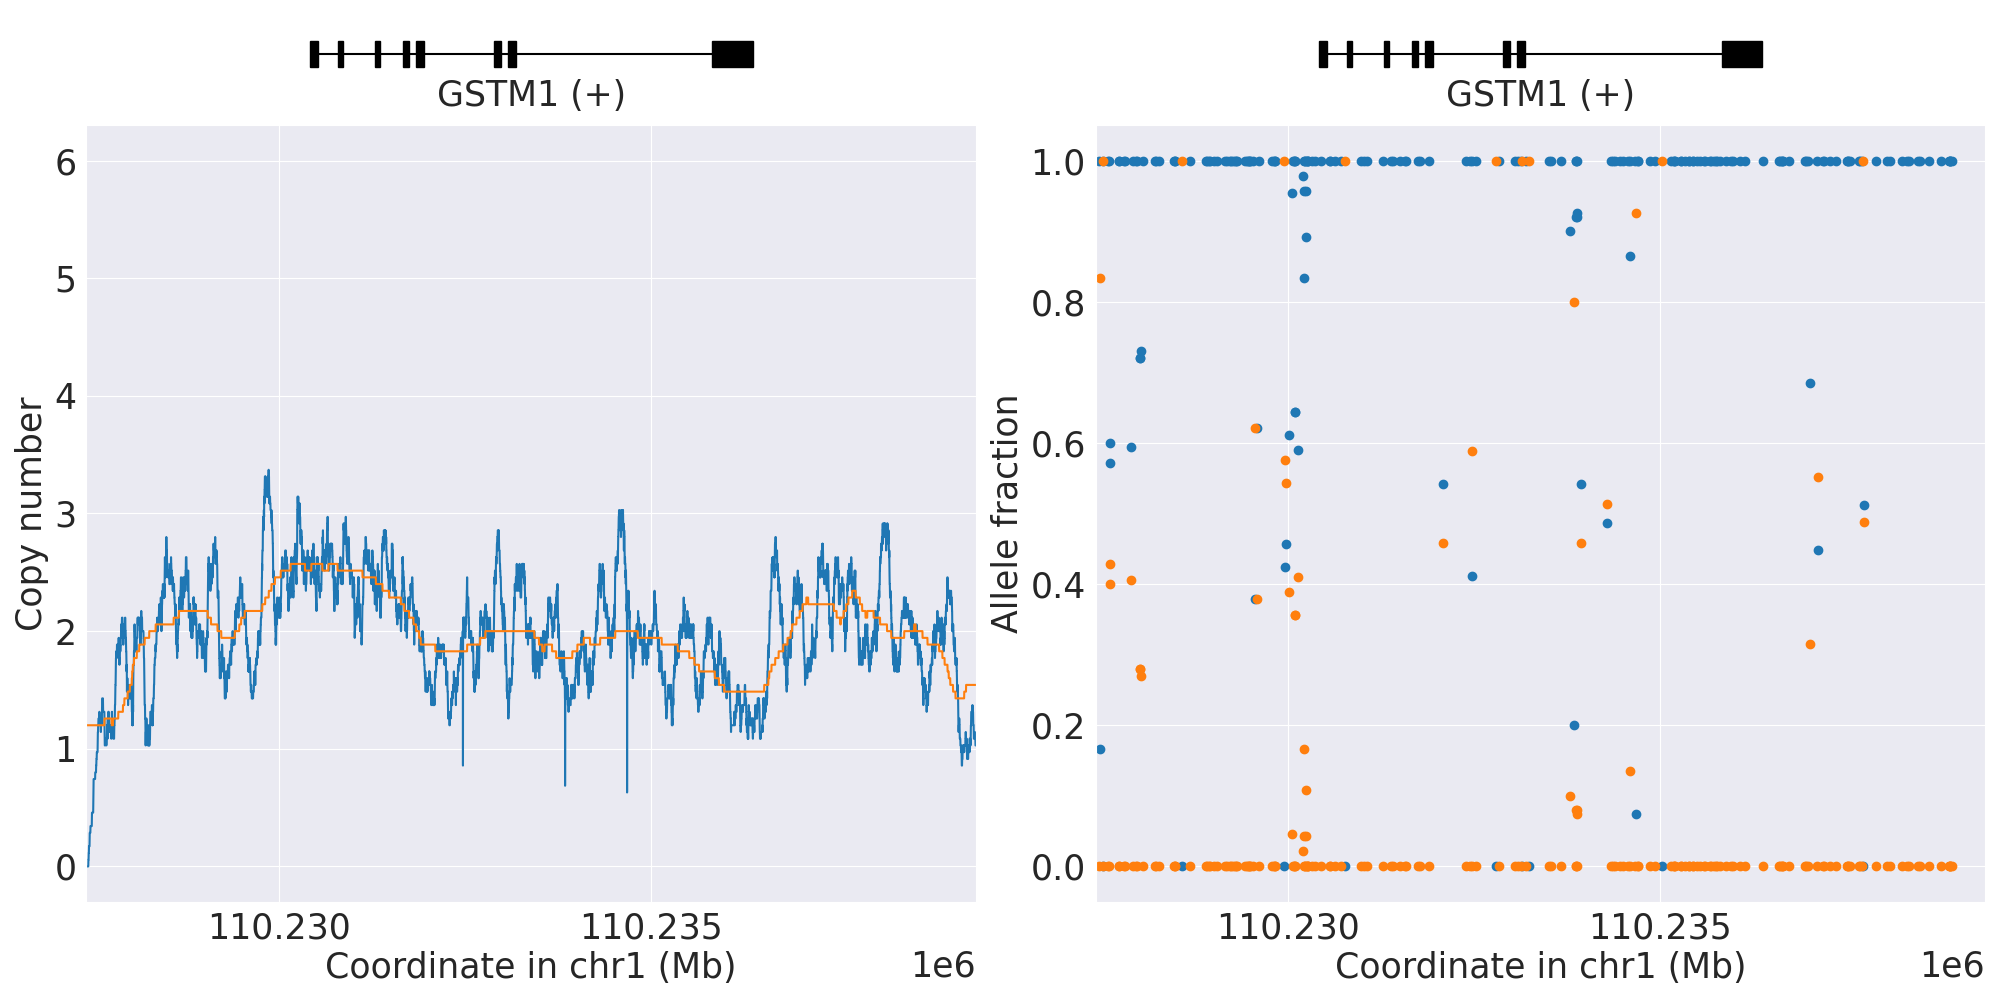 GSTM1 (+)
6
5
4
3
2
1
0
Copy number
110.230
110.235
Coordinate in chr1 (Mb)
1e6
GSTM1 (+)
1.0
0.8
0.6
0.4
0.2
0.0
Allele fraction
110.230
110.235
Coordinate in chr1 (Mb)
1e6